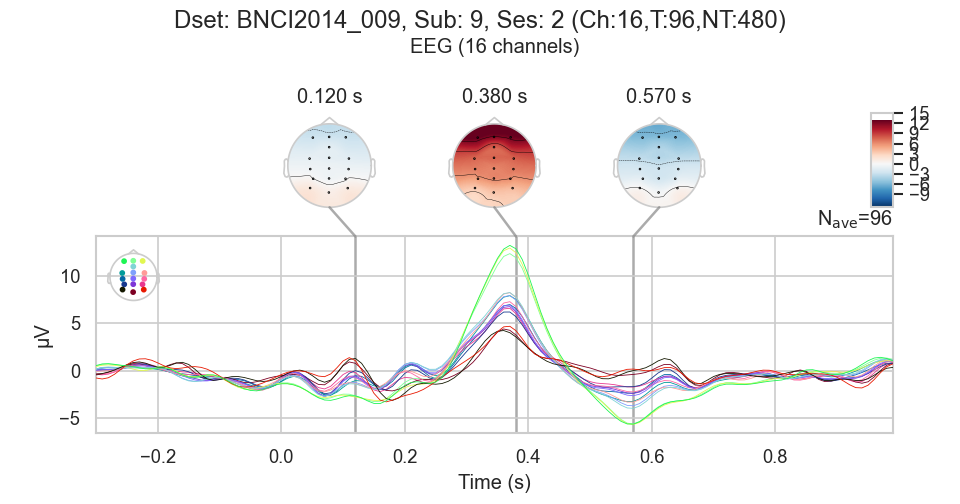 Dset: BNCI2014_009, Sub: 9, Ses: 2 (Ch:16,T:96,NT:480)
EEG (16 channels)
0.120 s 0.380 s 0.570 s
15
12
9
6
3
0
−3
−6
−9
Nave=96
10
5
0
−5
µV
−0.2 0.0 0.2 0.4 0.6 0.8
Time (s)